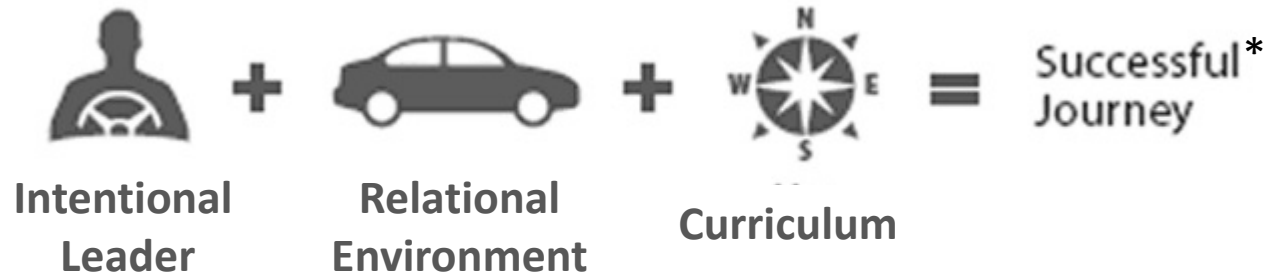 N
W E
S
+ + =
Successful*
Journey
Intentional
Leader
Relational
Environment
Curriculum